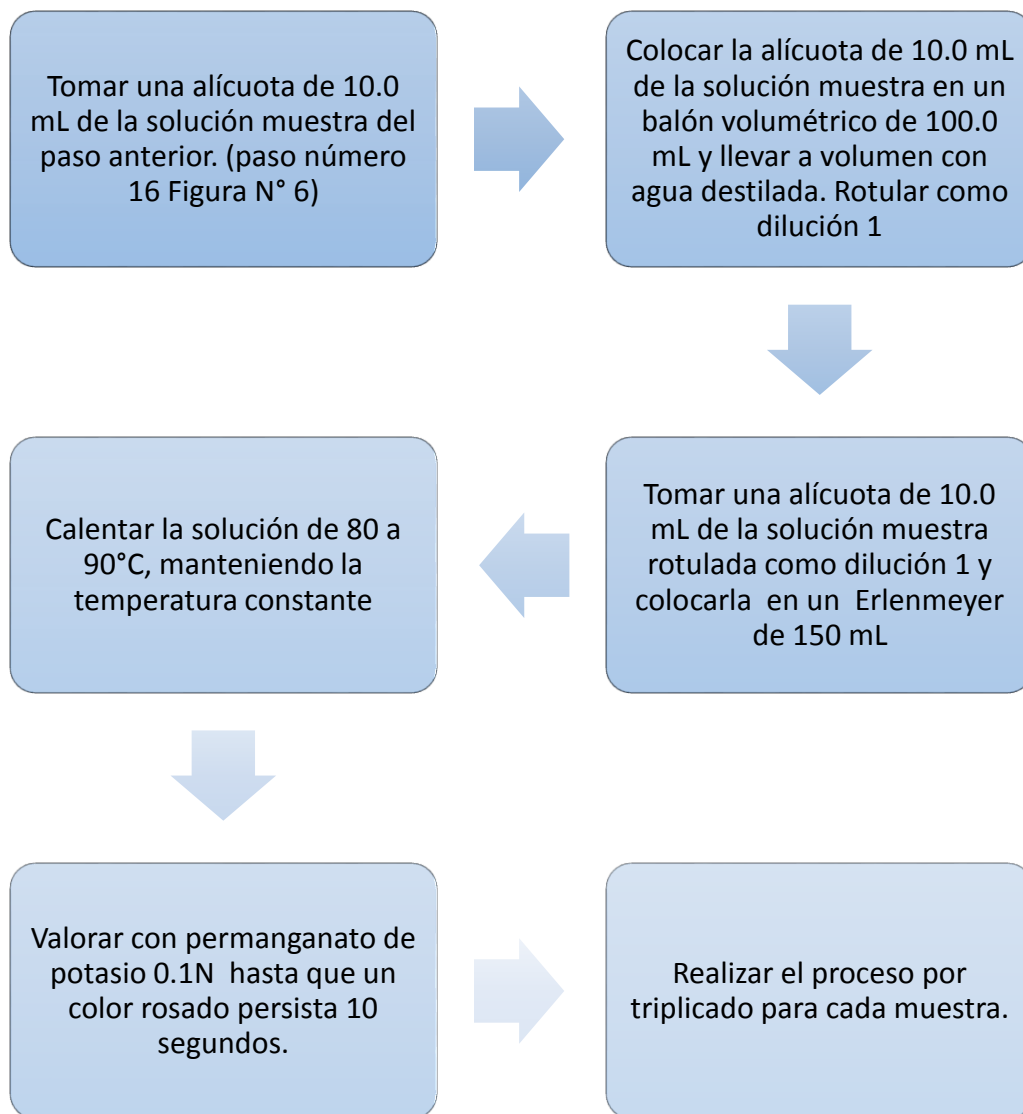 Tomar una alícuota de 10.0
mL de la solución muestra del
paso anterior. (paso número
16 Figura N° 6)
Colocar la alícuota de 10.0 mL
de la solución muestra en un
balón volumétrico de 100.0
mL y llevar a volumen con
agua destilada. Rotular como
dilución 1
Tomar una alícuota de 10.0
mL de la solución muestra
rotulada como dilución 1 y
colocarla en un Erlenmeyer
de 150 mL
Calentar la solución de 80 a
90°C, manteniendo la
temperatura constante
Valorar con permanganato de
potasio 0.1N hasta que un
color rosado persista 10
segundos.
Realizar el proceso por
triplicado para cada muestra.